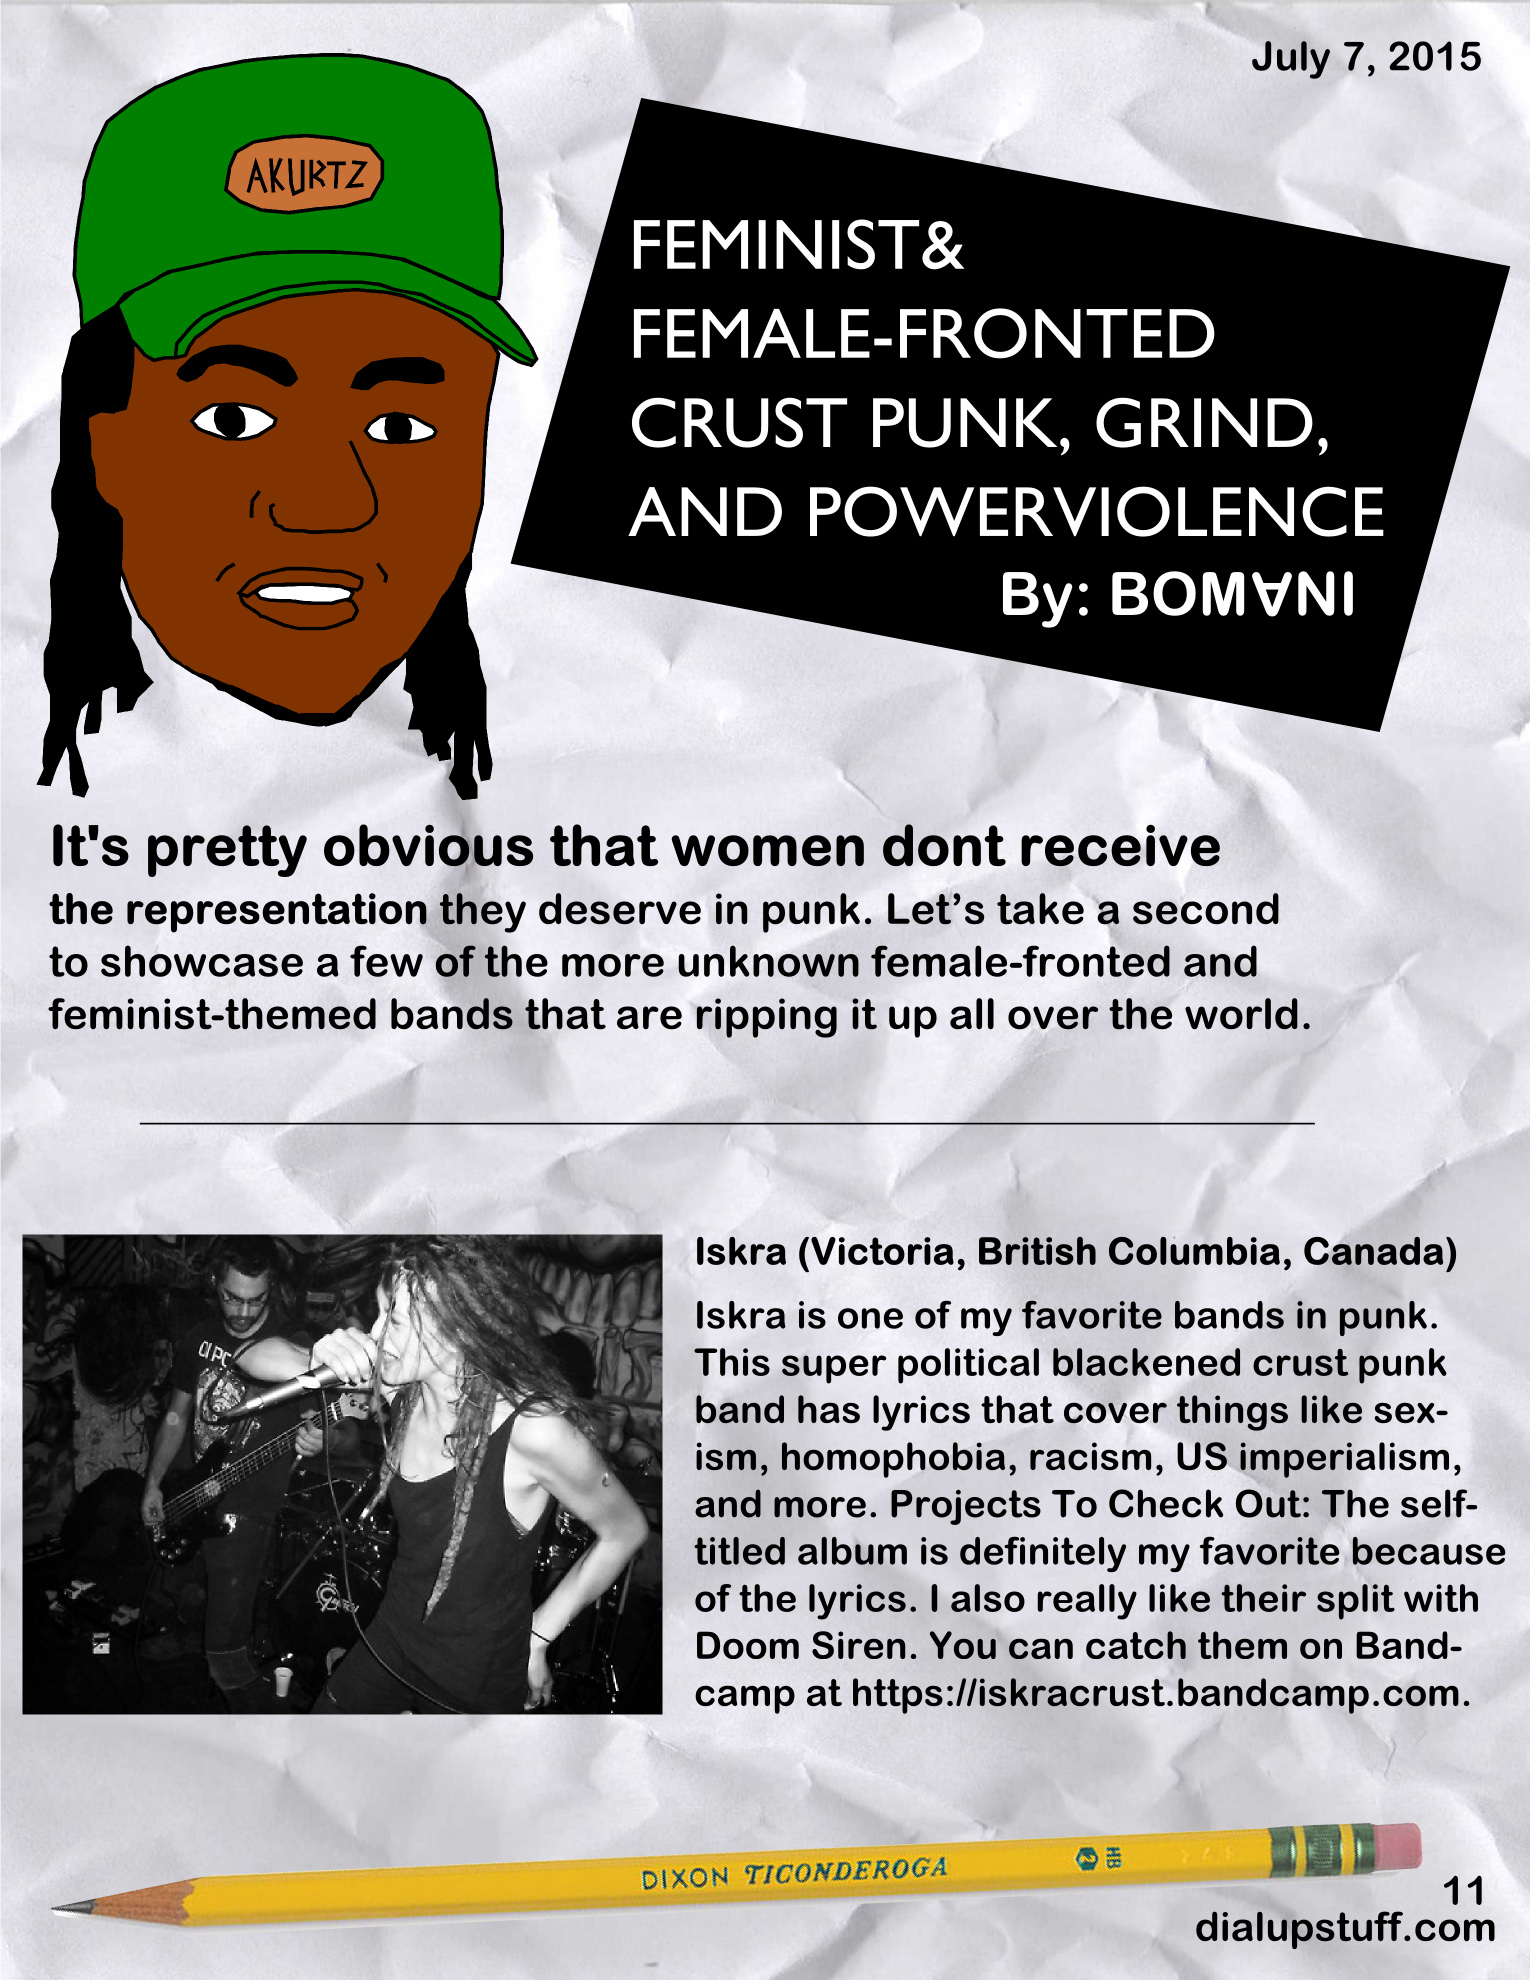 July 7, 2015
AKURTZ
FEMINIST&
FEMALE-FRONTED
CRUST PUNK, GRIND,
AND POWERVIOLENCE
By: BOM∀NI
It's pretty obvious that women dont receive
the representation they deserve in punk. Let’s take a second
to showcase a few of the more unknown female-fronted and
feminist-themed bands that are ripping it up all over the world.
Iskra (Victoria, British Columbia, Canada)
Iskra is one of my favorite bands in punk.
This super political blackened crust punk
band has lyrics that cover things like sex-
ism, homophobia, racism, US imperialism,
and more. Projects To Check Out: The self-
titled album is definitely my favorite because
of the lyrics. I also really like their split with
Doom Siren. You can catch them on Band-
camp at https://iskracrust.bandcamp.com.
DIXON TICONDEROGA 2 HB
11
dialupstuff.com